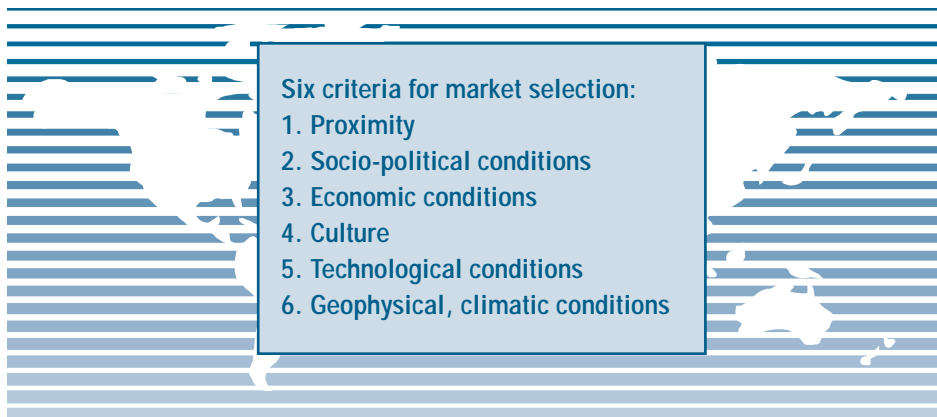 Six criteria for market selection:
1. Proximity
2. Socio-political conditions
3. Economic conditions
4. Culture
5. Technological conditions
6. Geophysical, climatic conditions